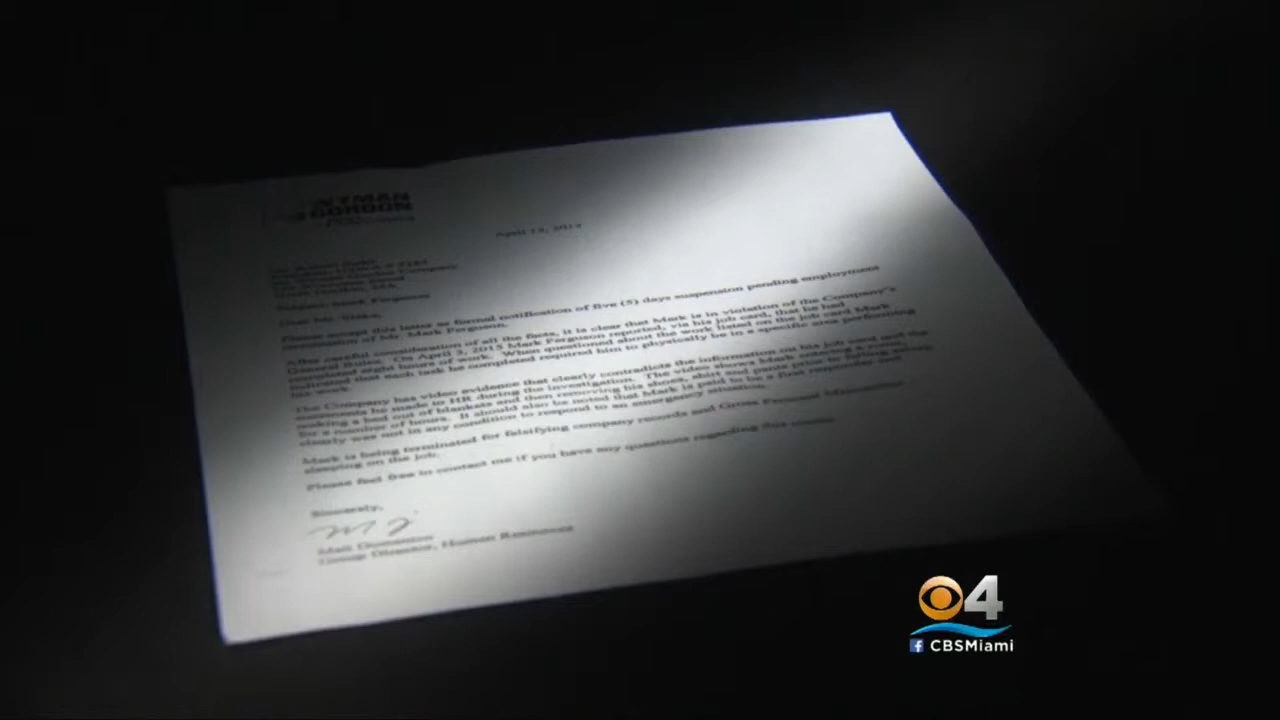 WYMAN
GORDON
April 13, 2013
Please accept this letter as formal notification of five (5) days suspension pending employment
termination of Mr. Mark Ferguson.
After careful consideration of all the facts, it is clear that Mark is in violation of the Company's
General Rules. On April 3, 2013 Mark Ferguson reported, via his job card, that he had
completed eight hours of work. When questioned about the work listed on the job card Mark
indicated that each task he completed required him to physically be in a specific area performing
his work.
The Company has video evidence that clearly contradicts the information on his job card and the
statements he made to HR during the investigation. The video shows Mark entering a room,
making a bed out of blankets and then removing his shoes, shirt and pants prior to
for a number of hours. It should also be noted that Mark is paid to be a first responder and
clearly was not in any condition to respond to an emergency situation.
Mark is being terminated for falsifying company records and Gross Personal Misconduct
sleeping on the job.
Please feel free to contact me if you have any questions regarding this
Sincerely,
Group Director, Human Resources
4
CBSMiami